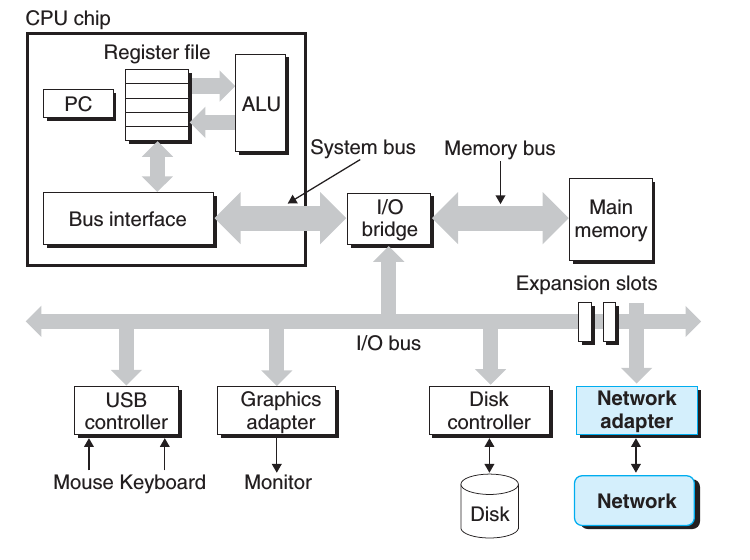 CPU chip
Register file
PC
ALU
System bus
Memory bus
Bus interface
I/O
bridge
Main
memory
Expansion slots
I/O bus
USB
controller
Graphics
adapter
Disk
controller
Network
adapter
Mouse Keyboard
Monitor
Disk
Network